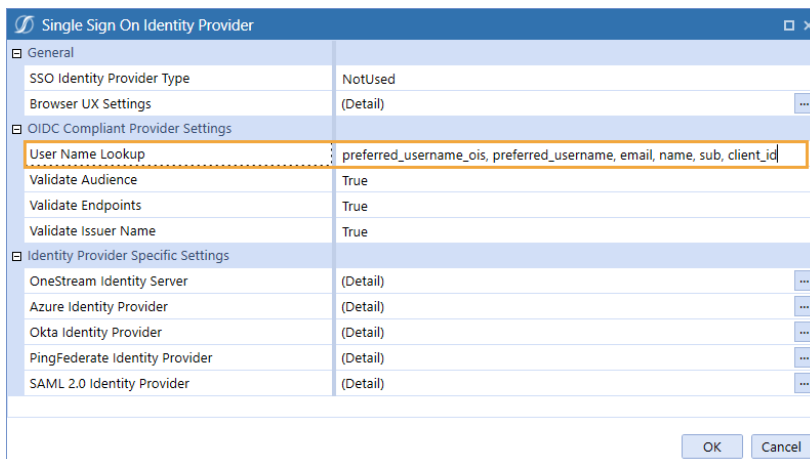 Single Sign On Identity Provider
General
SSO Identity Provider Type NotUsed
Browser UX Settings (Detail) ...
OIDC Compliant Provider Settings
User Name Lookup preferred_username_ois, preferred_username, email, name, sub, client_id
Validate Audience True
Validate Endpoints True
Validate Issuer Name True
Identity Provider Specific Settings
OneStream Identity Server (Detail) ...
Azure Identity Provider (Detail) ...
Okta Identity Provider (Detail) ...
PingFederate Identity Provider (Detail) ...
SAML 2.0 Identity Provider (Detail) ...
OK Cancel